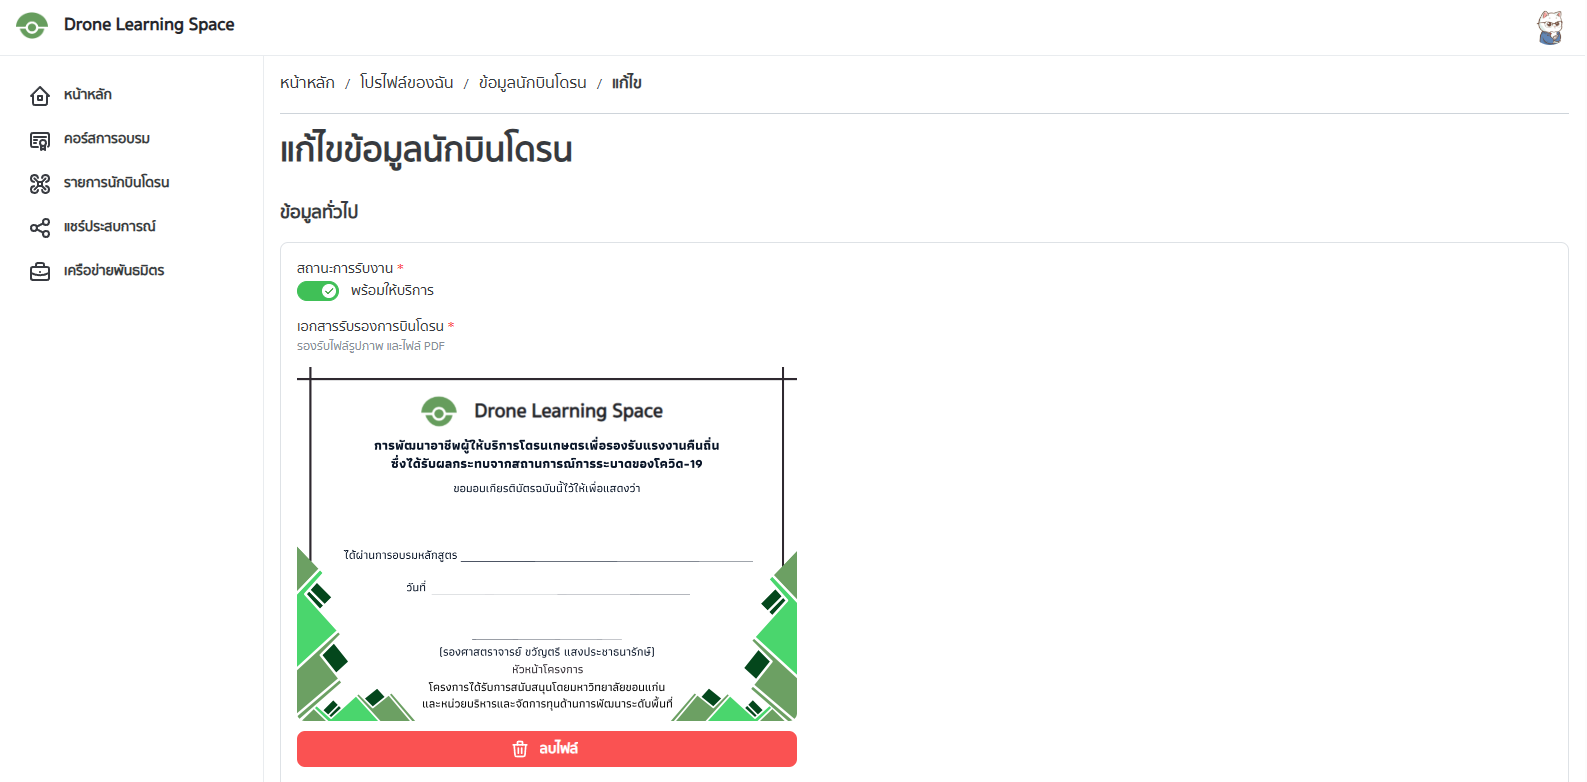 Drone Learning Space
หน้าหลัก
คอร์สการอบรม
รายการนักบินโดรน
แชร์ประสบการณ์
เครือข่ายพันธมิตร
หน้าหลัก / โปรไฟล์ของฉัน / ข้อมูลนักบินโดรน / แก้ไข
แก้ไขข้อมูลนักบินโดรน
ข้อมูลทั่วไป
สถานะการรับงาน *
พร้อมให้บริการ
เอกสารรับรองการบินโดรน *
รองรับไฟล์รูปภาพ และไฟล์ PDF
Drone Learning Space
การพัฒนาอาชีพผู้ให้บริการโดรนเกษตรเพื่อรองรับแรงงานคืนถิ่น
ซึ่งได้รับผลกระทบจากสถานการณ์การระบาดของโควิด-19
ขอมอบเกียรติบัตรฉบับนี้ไว้ให้เพื่อแสดงว่า
ได้ผ่านการอบรมหลักสูตร
วันที่
(รองศาสตราจารย์ ขวัญตรี แสงประชาธนารักษ์)
หัวหน้าโครงการ
โครงการได้รับการสนับสนุนโดยมหาวิทยาลัยขอนแก่น
และหน่วยบริหารและจัดการทุนด้านการพัฒนาระดับพื้นที่
ลบไฟล์